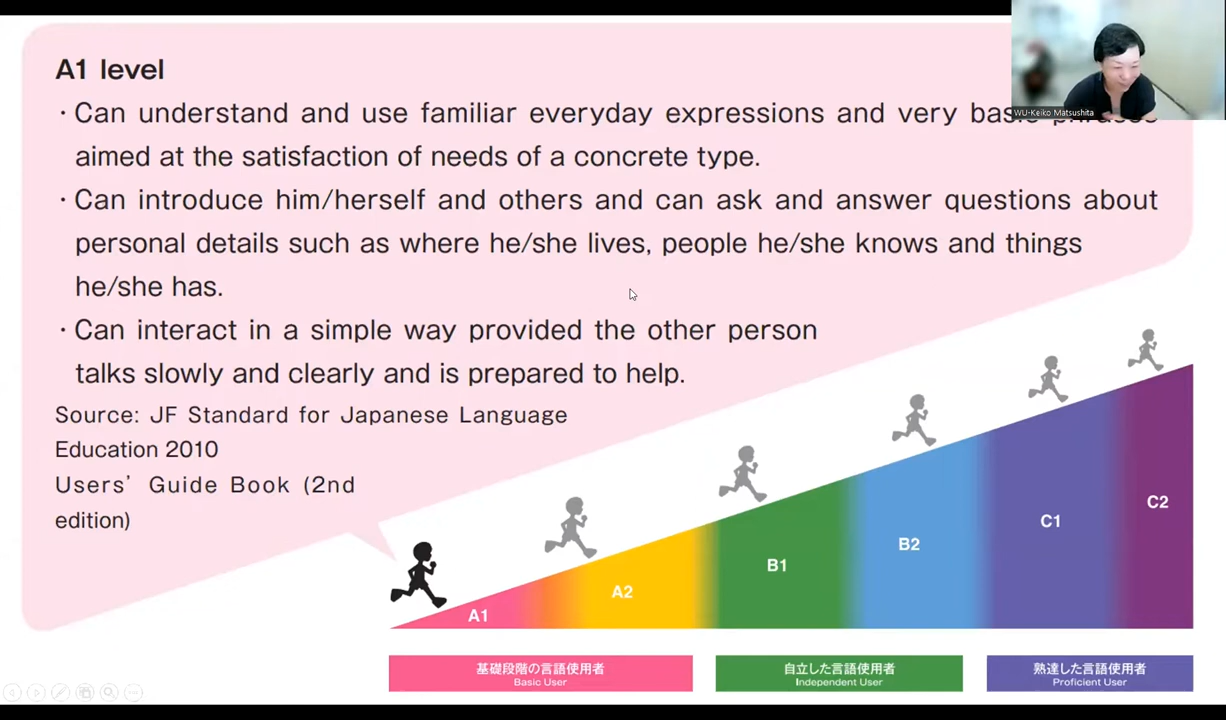 A1 level
・Can understand and use familiar everyday expressions and very basic phrases
aimed at the satisfaction of needs of a concrete type.
・Can introduce him/herself and others and can ask and answer questions about
personal details such as where he/she lives, people he/she knows and things
he/she has.
・Can interact in a simple way provided the other person
talks slowly and clearly and is prepared to help.
Source: JF Standard for Japanese Language
Education 2010
Users' Guide Book (2nd
edition)
WU-Keiko Matsushita
A1
A2
B1
B2
C1
C2
基礎段階の言語使用者
Basic User
自立した言語使用者
Independent User
熟達した言語使用者
Proficient User